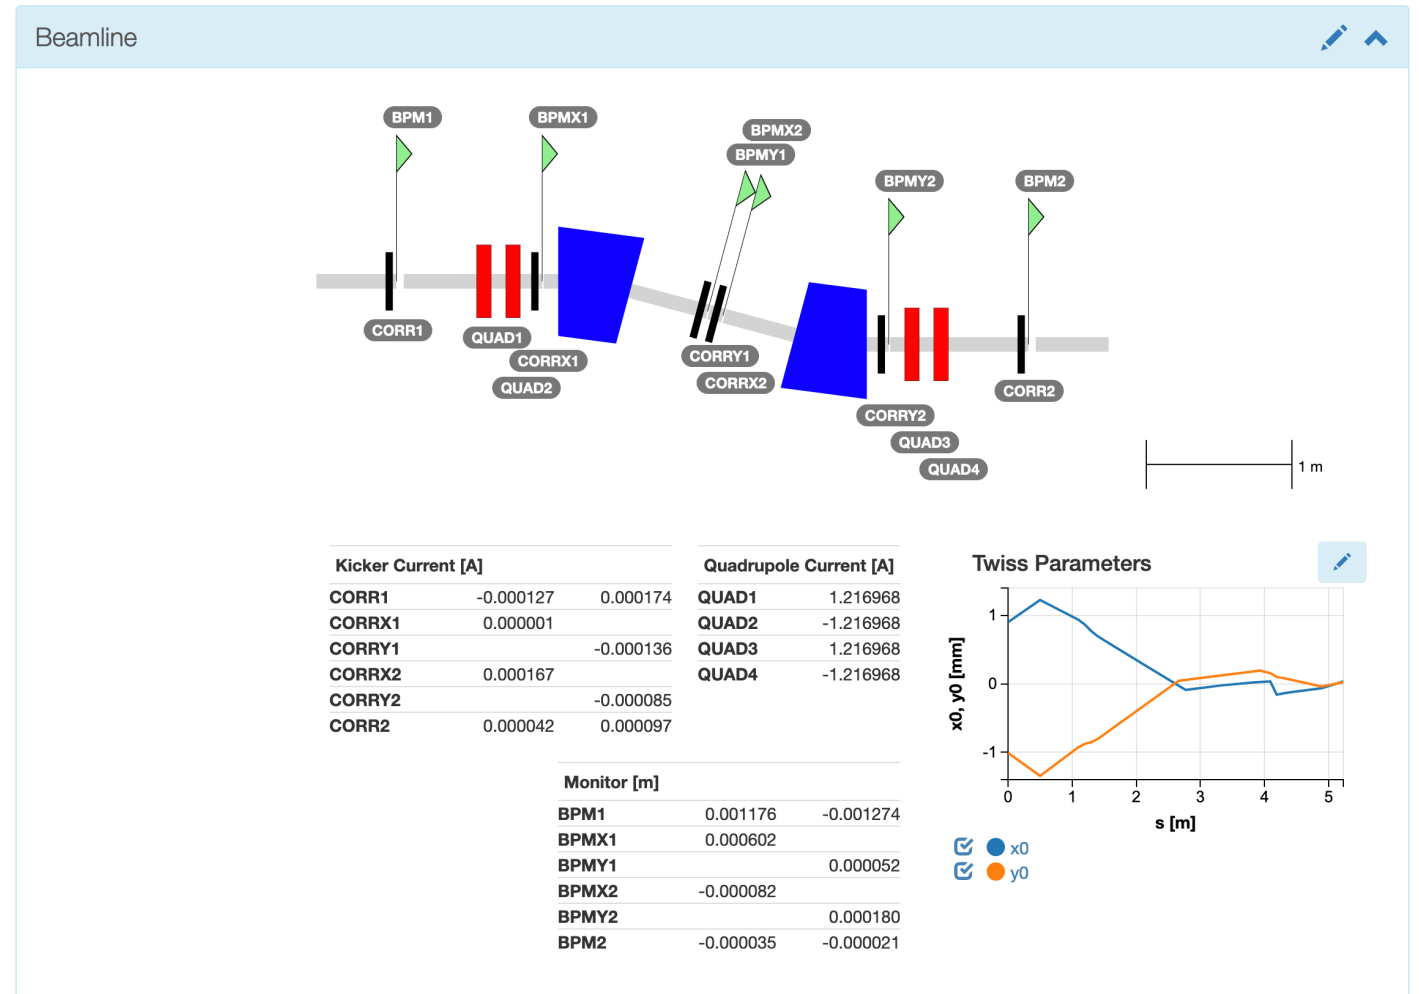 Beamline
BPM1
BPMX1
BPMX2
BPMY1
BPMY2
BPM2
CORR1
QUAD1
CORRX1
QUAD2
CORRY1
CORRX2
CORR2
CORRY2
QUAD3
QUAD4
1 m
Kicker Current [A]
CORR1 -0.000127 0.000174
CORRX1 0.000001
CORRY1 -0.000136
CORRX2 0.000167
CORRY2 -0.000085
CORR2 0.000042 0.000097
Quadrupole Current [A]
QUAD1 1.216968
QUAD2 -1.216968
QUAD3 1.216968
QUAD4 -1.216968
Monitor [m]
BPM1 0.001176 -0.001274
BPMX1 0.000602
BPMY1 0.000052
BPMX2 -0.000082
BPMY2 0.000180
BPM2 -0.000035 -0.000021
Twiss Parameters
x0, y0 [mm]
1
0
-1
0 1 2 3 4 5
s [m]
x0
y0